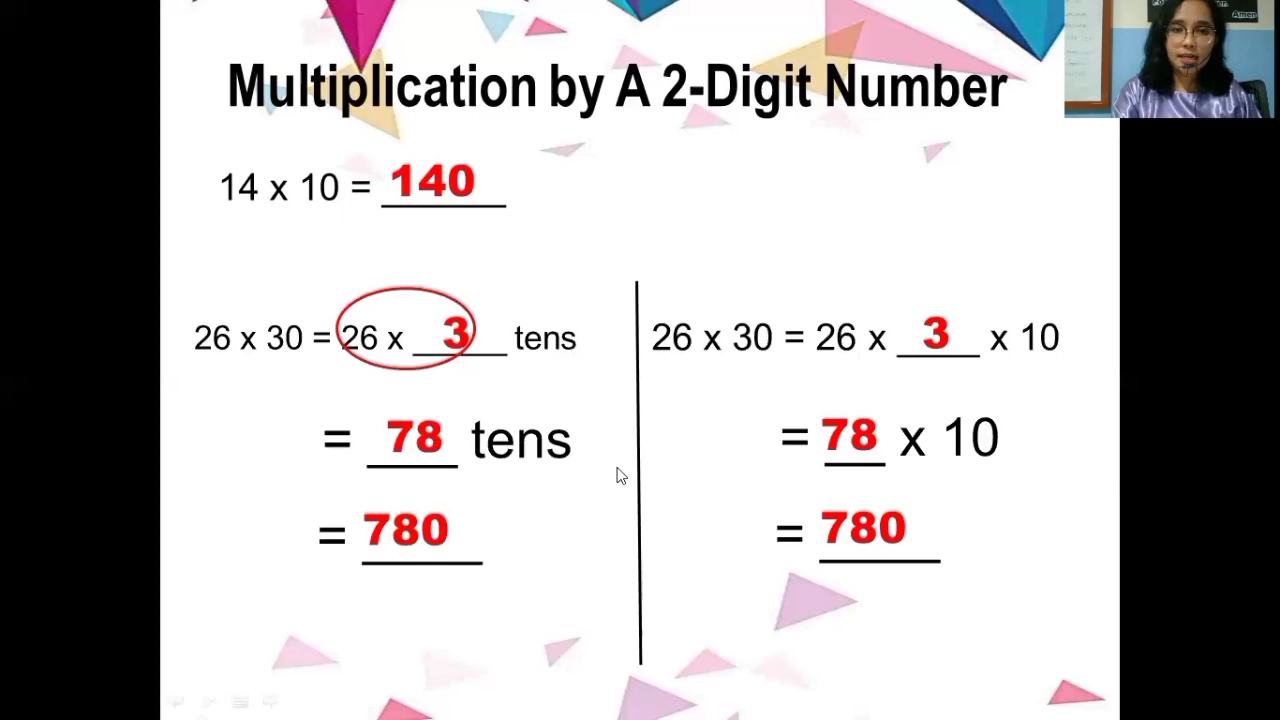 Multiplication by A 2-Digit Number
Amen
14 x 10 = 140
26 x 30 = 26 x 3 tens
= 78 tens
= 780
26 x 30 = 26 x 3 x 10
= 78 x 10
= 780